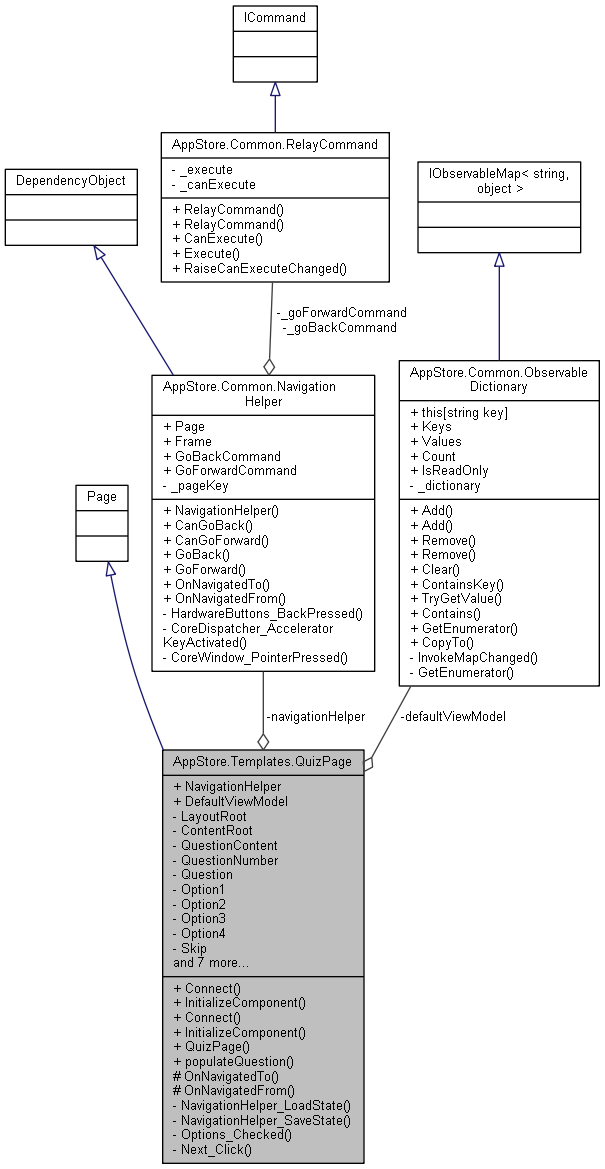 ICommand
AppStore.Common.RelayCommand
- _execute
- _canExecute
+ RelayCommand()
+ RelayCommand()
+ CanExecute()
+ Execute()
+ RaiseCanExecuteChanged()
DependencyObject
IObservableMap< string,
object >
-_goForwardCommand
-_goBackCommand
AppStore.Common.Navigation
Helper
+ Page
+ Frame
+ GoBackCommand
+ GoForwardCommand
- _pageKey
+ NavigationHelper()
+ CanGoBack()
+ CanGoForward()
+ GoBack()
+ GoForward()
+ OnNavigatedTo()
+ OnNavigatedFrom()
- HardwareButtons_BackPressed()
- CoreDispatcher_Accelerator
KeyActivated()
- CoreWindow_PointerPressed()
AppStore.Common.Observable
Dictionary
+ this[string key]
+ Keys
+ Values
+ Count
+ IsReadOnly
- _dictionary
+ Add()
+ Add()
+ Remove()
+ Remove()
+ Clear()
+ ContainsKey()
+ TryGetValue()
+ Contains()
+ GetEnumerator()
+ CopyTo()
- InvokeMapChanged()
- GetEnumerator()
Page
-navigationHelper
-defaultViewModel
AppStore.Templates.QuizPage
+ NavigationHelper
+ DefaultViewModel
- LayoutRoot
- ContentRoot
- QuestionContent
- QuestionNumber
- Question
- Option1
- Option2
- Option3
- Option4
- Skip
and 7 more...
+ Connect()
+ InitializeComponent()
+ Connect()
+ InitializeComponent()
+ QuizPage()
+ populateQuestion()
# OnNavigatedTo()
# OnNavigatedFrom()
- NavigationHelper_LoadState()
- NavigationHelper_SaveState()
- Options_Checked()
- Next_Click()